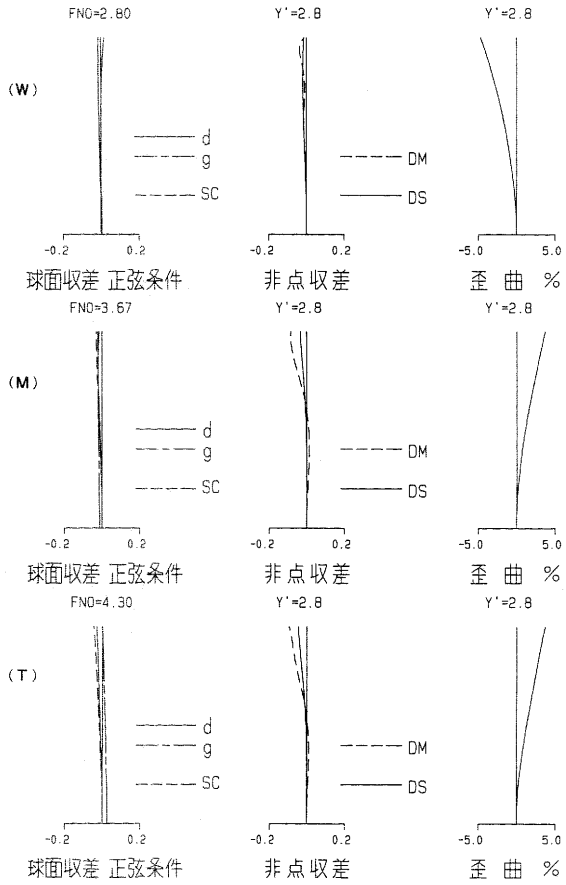 FNO=2.80 Y'=2.8 Y'=2.8
(W)
d
g DM
SC DS
-0.2 0.2 -0.2 0.2 -5.0 5.0
球面収差 正弦条件 非点収差 歪曲 %
FNO=3.67 Y'=2.8 Y'=2.8
(M)
d
g DM
SC DS
-0.2 0.2 -0.2 0.2 -5.0 5.0
球面収差 正弦条件 非点収差 歪曲 %
FNO=4.30 Y'=2.8 Y'=2.8
(T)
d
g DM
SC DS
-0.2 0.2 -0.2 0.2 -5.0 5.0
球面収差 正弦条件 非点収差 歪曲 %